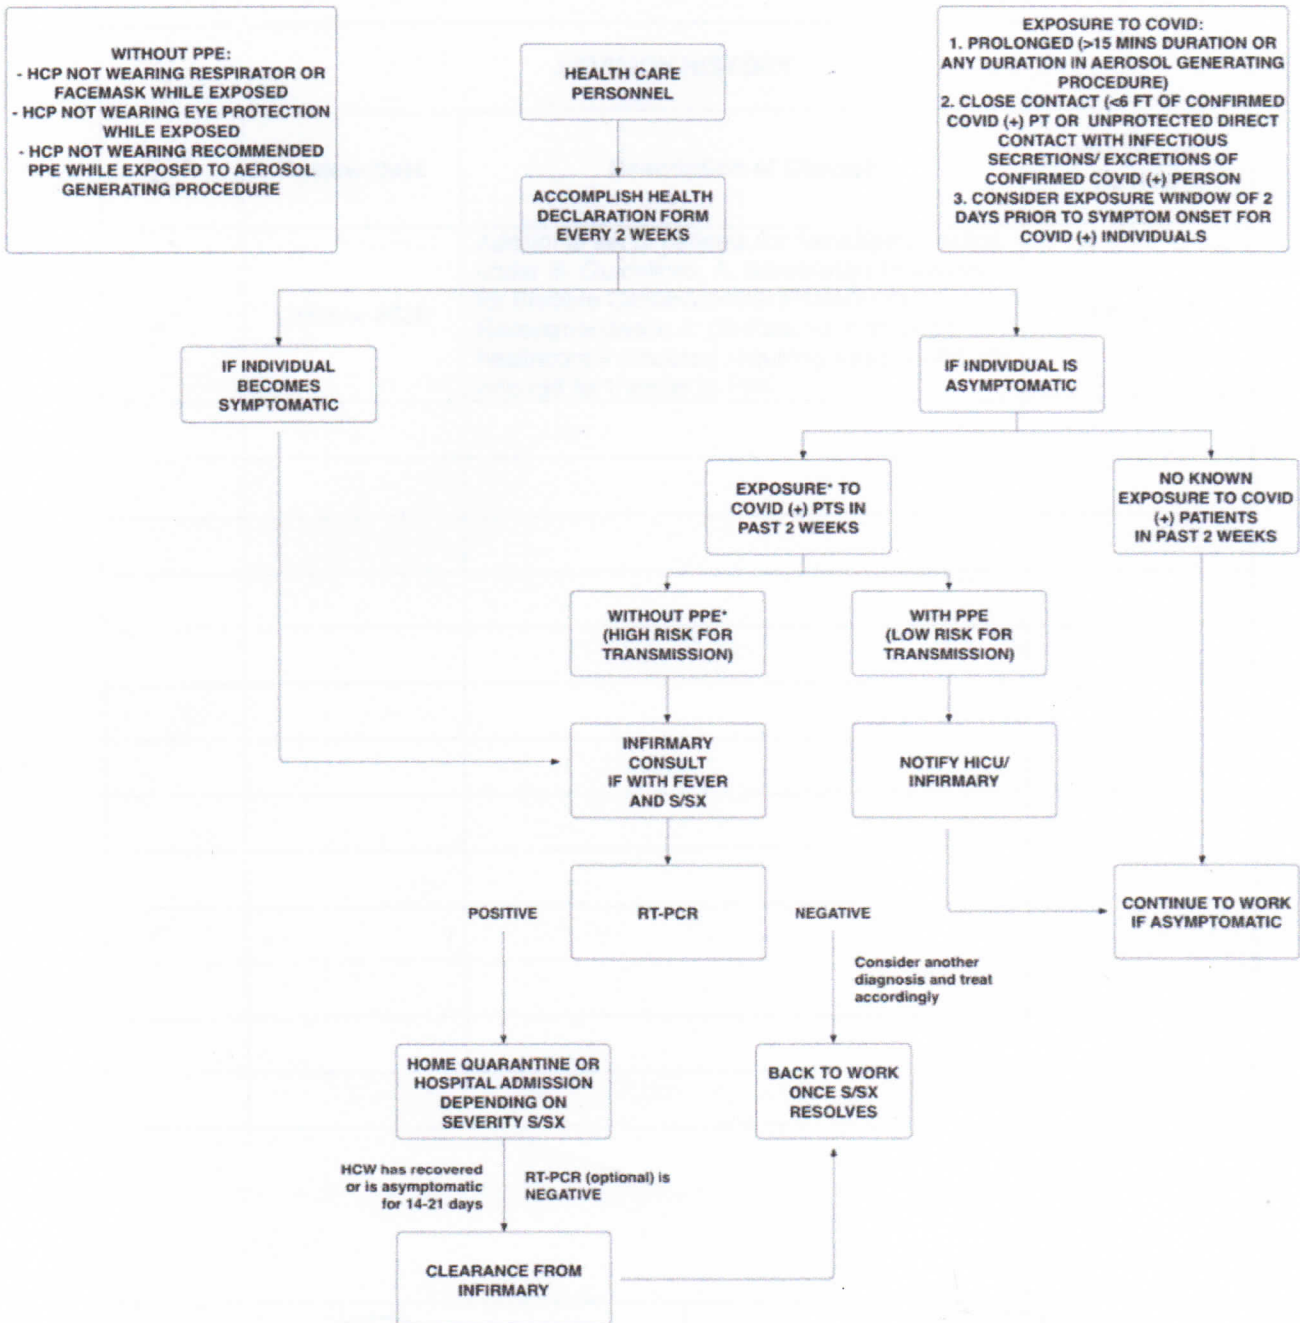 WITHOUT PPE:
- HCP NOT WEARING RESPIRATOR OR
FACEMASK WHILE EXPOSED
- HCP NOT WEARING EYE PROTECTION
WHILE EXPOSED
- HCP NOT WEARING RECOMMENDED
PPE WHILE EXPOSED TO AEROSOL
GENERATING PROCEDURE
HEALTH CARE
PERSONNEL
EXPOSURE TO COVID:
1. PROLONGED (>15 MINS DURATION OR
ANY DURATION IN AEROSOL GENERATING
PROCEDURE)
2. CLOSE CONTACT (<6 FT OF CONFIRMED
COVID (+) PT OR UNPROTECTED DIRECT
CONTACT WITH INFECTIOUS
SECRETIONS/ EXCRETIONS OF
CONFIRMED COVID (+) PERSON
3. CONSIDER EXPOSURE WINDOW OF 2
DAYS PRIOR TO SYMPTOM ONSET FOR
COVID (+) INDIVIDUALS
ACCOMPLISH HEALTH
DECLARATION FORM
EVERY 2 WEEKS
IF INDIVIDUAL
BECOMES
SYMPTOMATIC
IF INDIVIDUAL IS
ASYMPTOMATIC
EXPOSURE* TO
COVID (+) PTS IN
PAST 2 WEEKS
NO KNOWN
EXPOSURE TO COVID
(+) PATIENTS
IN PAST 2 WEEKS
WITHOUT PPE*
(HIGH RISK FOR
TRANSMISSION)
WITH PPE
(LOW RISK FOR
TRANSMISSION)
INFIRMARY
CONSULT
IF WITH FEVER
AND S/SX
NOTIFY HICU/
INFIRMARY
POSITIVE
RT-PCR
NEGATIVE
CONTINUE TO WORK
IF ASYMPTOMATIC
Consider another
diagnosis and treat
accordingly
HOME QUARANTINE OR
HOSPITAL ADMISSION
DEPENDING ON
SEVERITY S/SX
BACK TO WORK
ONCE S/SX
RESOLVES
HCW has recovered
or is asymptomatic
for 14-21 days
RT-PCR (optional) is
NEGATIVE
CLEARANCE FROM
INFIRMARY